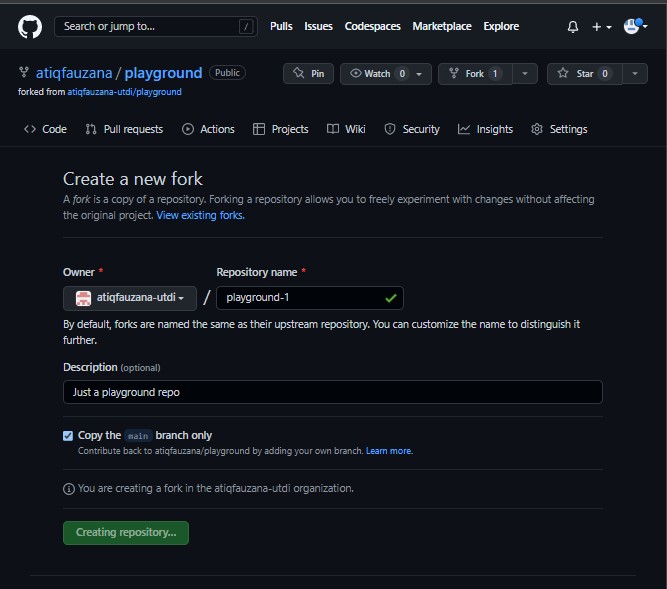 Search or jump to... /
Pulls Issues Codespaces Marketplace Explore
atiqfauzana / playground Public
Pin Watch 0 Fork 1 Star 0
forked from atiqfauzana-utdi/playground
Code Pull requests Actions Projects Wiki Security Insights Settings
Create a new fork
A fork is a copy of a repository. Forking a repository allows you to freely experiment with changes without affecting
the original project. View existing forks.
Owner * Repository name *
atiqfauzana-utdi / playground-1
By default, forks are named the same as their upstream repository. You can customize the name to distinguish it
further.
Description (optional)
Just a playground repo
Copy the main branch only
Contribute back to atiqfauzana/playground by adding your own branch. Learn more.
You are creating a fork in the atiqfauzana-utdi organization.
Creating repository...